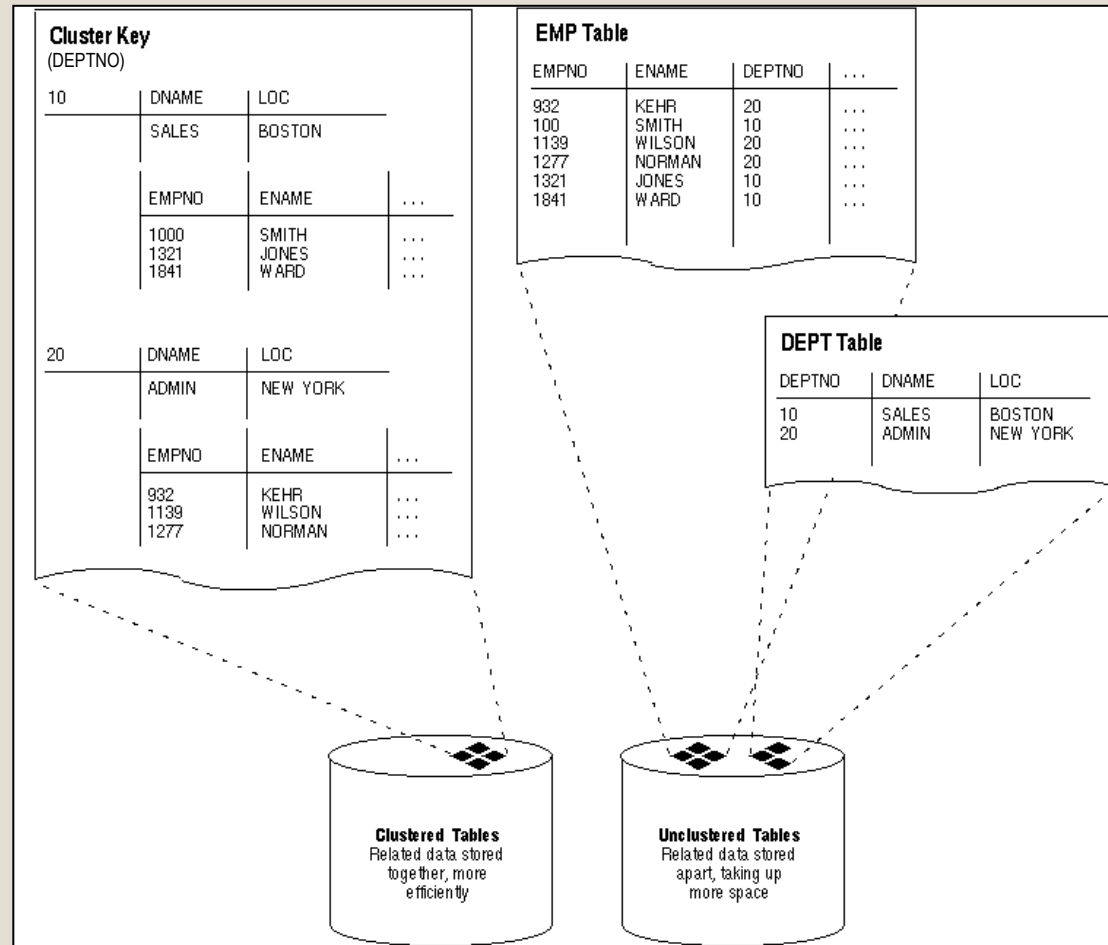 Cluster Key
(DEPTNO)
10 DNAME LOC
SALES BOSTON
EMPNO ENAME ...
1000 SMITH ...
1321 JONES ...
1841 WARD ...
20 DNAME LOC
ADMIN NEW YORK
EMPNO ENAME ...
932 KEHR ...
1139 WILSON ...
1277 NORMAN ...
EMP Table
EMPNO ENAME DEPTNO ...
932 KEHR 20 ...
100 SMITH 10 ...
1139 WILSON 20 ...
1277 NORMAN 20 ...
1321 JONES 10 ...
1841 WARD 10 ...
DEPT Table
DEPTNO DNAME LOC
10 SALES BOSTON
20 ADMIN NEW YORK
Clustered Tables
Related data stored
together, more
efficiently
Unclustered Tables
Related data stored
apart, taking up
more space